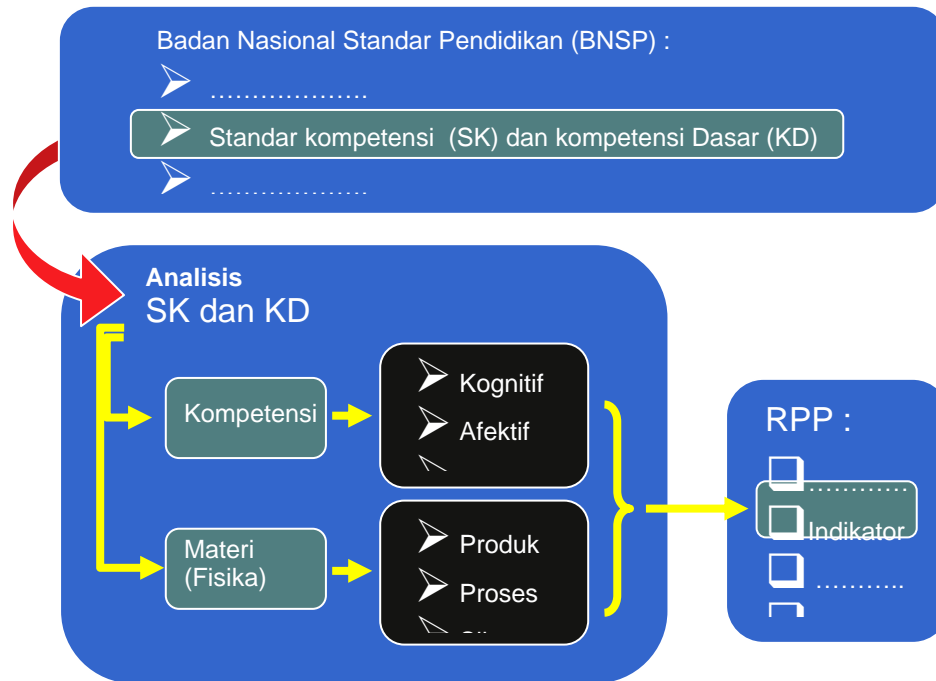 Badan Nasional Standar Pendidikan (BNSP) :
………………..
Standar kompetensi  (SK) dan kompetensi Dasar (KD)
………………..
Analisis
SK dan KD
Kompetensi
Kognitif
Afektif
Materi
(Fisika)
Produk
Proses
RPP :
…………
Indikator
………..